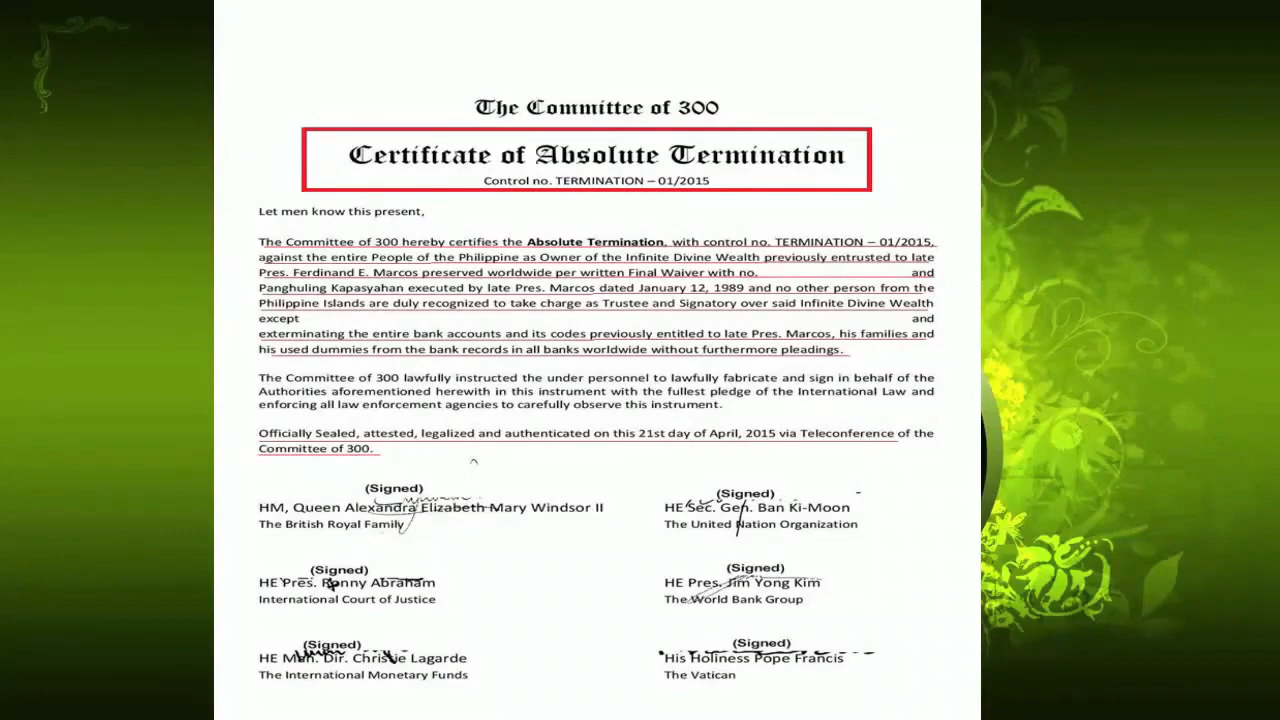 The Committee of 300
Certificate of Absolute Termination
Control no. TERMINATION – 01/2015
Let men know this present,
The Committee of 300 hereby certifies the Absolute Termination, with control no. TERMINATION – 01/2015,
against the entire People of the Philippine as Owner of the Infinite Divine Wealth previously entrusted to late
Pres. Ferdinand E. Marcos preserved worldwide per written Final Waiver with no. and
Panghuling Kapasyahan executed by late Pres. Marcos dated January 12, 1989 and no other person from the
Philippine Islands are duly recognized to take charge as Trustee and Signatory over said Infinite Divine Wealth
except and
exterminating the entire bank accounts and its codes previously entitled to late Pres. Marcos, his families and
his used dummies from the bank records in all banks worldwide without furthermore pleadings.
The Committee of 300 lawfully instructed the under personnel to lawfully fabricate and sign in behalf of the
Authorities aforementioned herewith in this instrument with the fullest pledge of the International Law and
enforcing all law enforcement agencies to carefully observe this instrument.
Officially Sealed, attested, legalized and authenticated on this 21st day of April, 2015 via Teleconference of the
Committee of 300.
(Signed) (Signed)
HM, Queen Alexandra Elizabeth Mary Windsor II HE Sec. Gen. Ban Ki-Moon
The British Royal Family The United Nation Organization
(Signed) (Signed)
HE Pres. Ronny Abraham HE Pres. Jim Yong Kim
International Court of Justice The World Bank Group
(Signed) (Signed)
HE Man. Dir. Christie Lagarde His Holiness Pope Francis
The International Monetary Funds The Vatican